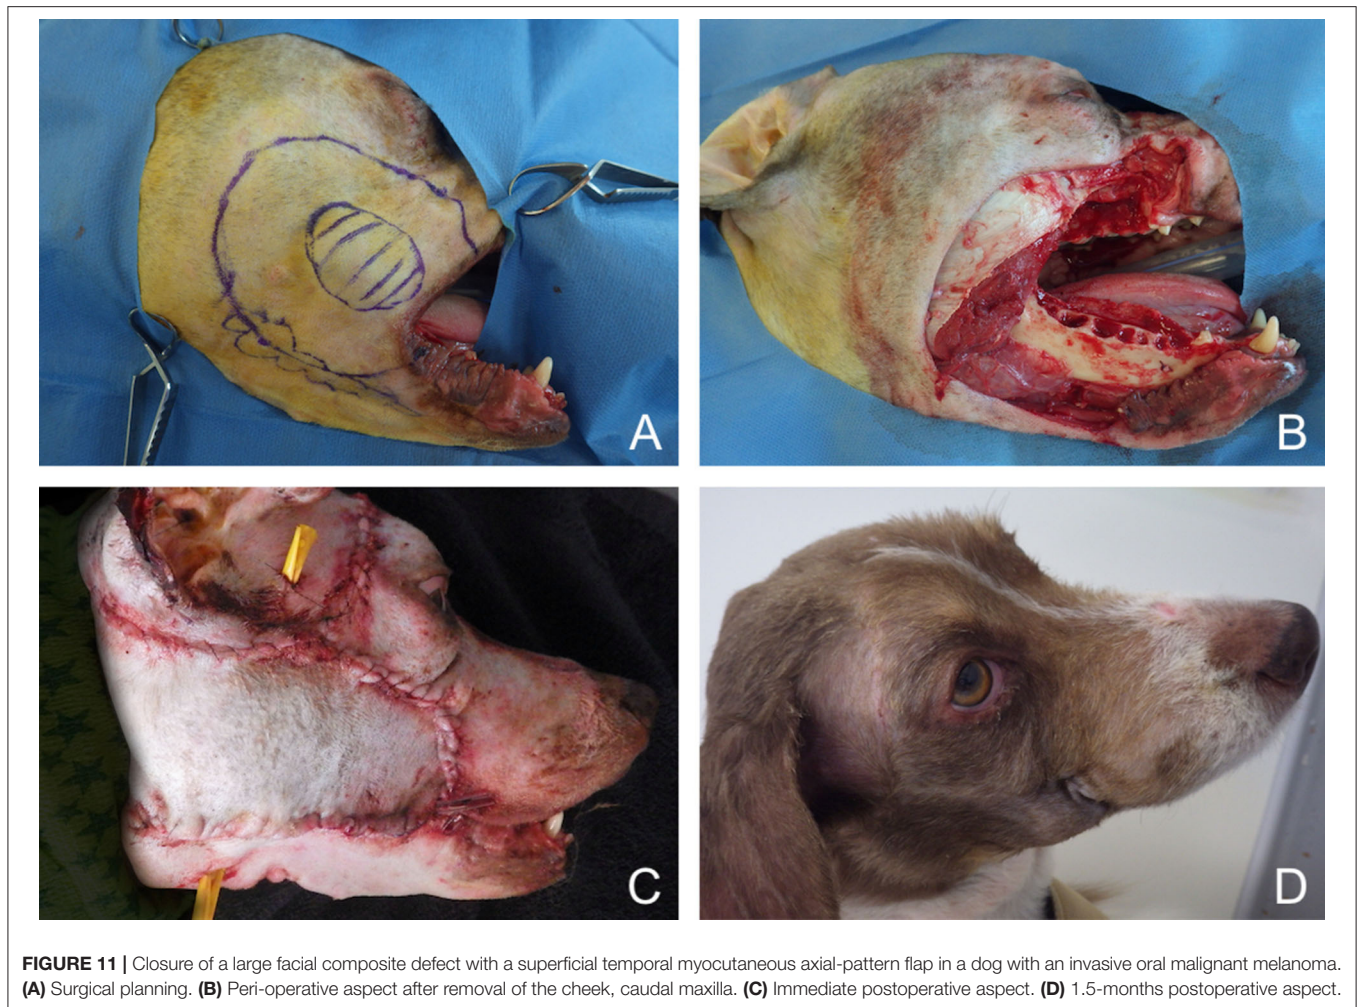 A
B
C
D
FIGURE 11 | Closure of a large facial composite defect with a superficial temporal myocutaneous axial-pattern flap in a dog with an invasive oral malignant melanoma.
(A) Surgical planning. (B) Peri-operative aspect after removal of the cheek, caudal maxilla. (C) Immediate postoperative aspect. (D) 1.5-months postoperative aspect.